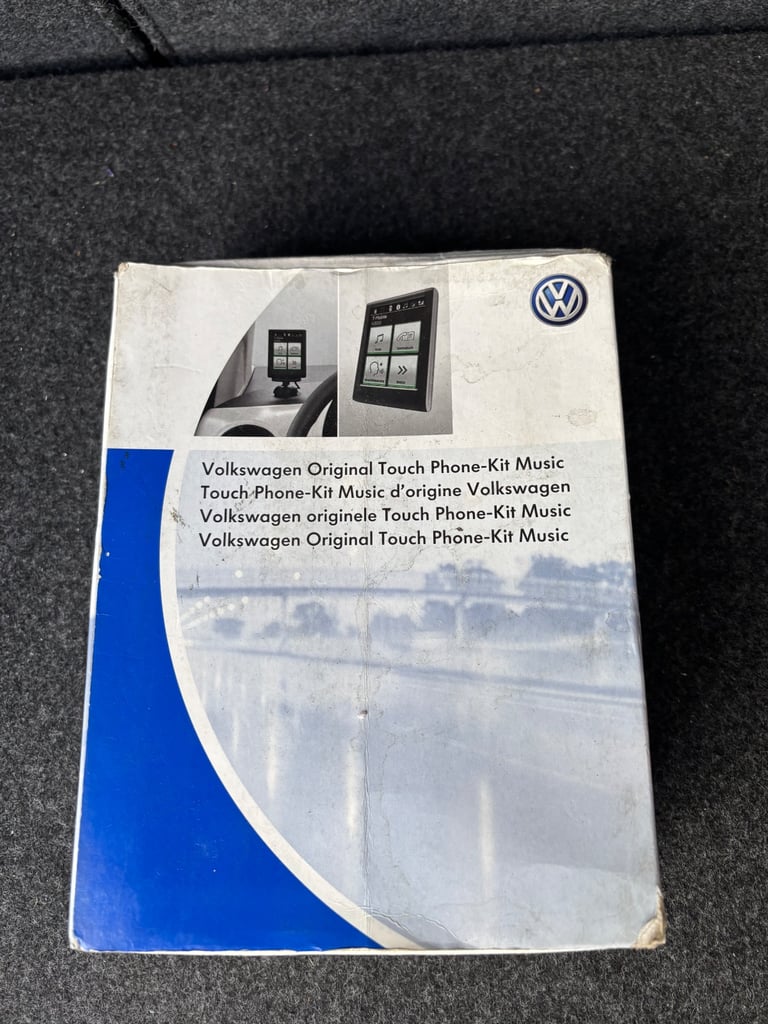 Volkswagen Original Touch Phone-Kit Music
Touch Phone-Kit Music d'origine Volkswagen
Volkswagen originele Touch Phone-Kit Music
Volkswagen Original Touch Phone-Kit Music